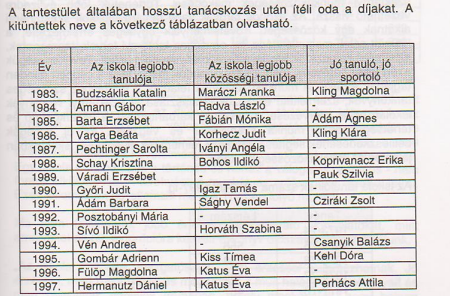 A tantestület általában hosszú tanácskozás után ítéli oda a díjakat. A
kitüntettek neve a következő táblázatban olvasható.
Év Az iskola legjobb tanulója Az iskola legjobb közösségi tanulója Jó tanuló, jó sportoló
1983. Budzsáklia Katalin Maráczi Aranka Kling Magdolna
1984. Ámann Gábor Radva László -
1985. Barta Erzsébet Fábián Mónika Ádám Ágnes
1986. Varga Beáta Korhecz Judit Kling Klára
1987. Pechtinger Sarolta Iványi Angéla -
1988. Schay Krisztina Bohos Ildikó Koprivanacz Erika
1989. Váradi Erzsébet - Pauk Szilvia
1990. Győri Judit Igaz Tamás -
1991. Ádám Barbara Sághy Vendel Cziráki Zsolt
1992. Posztobányi Mária - -
1993. Sívó Ildikó Horváth Szabina -
1994. Vén Andrea - Csanyik Balázs
1995. Gombár Adrienn Kiss Tímea Kehl Dóra
1996. Fülöp Magdolna Katus Éva -
1997. Hermanutz Dániel Katus Éva Perhács Attila